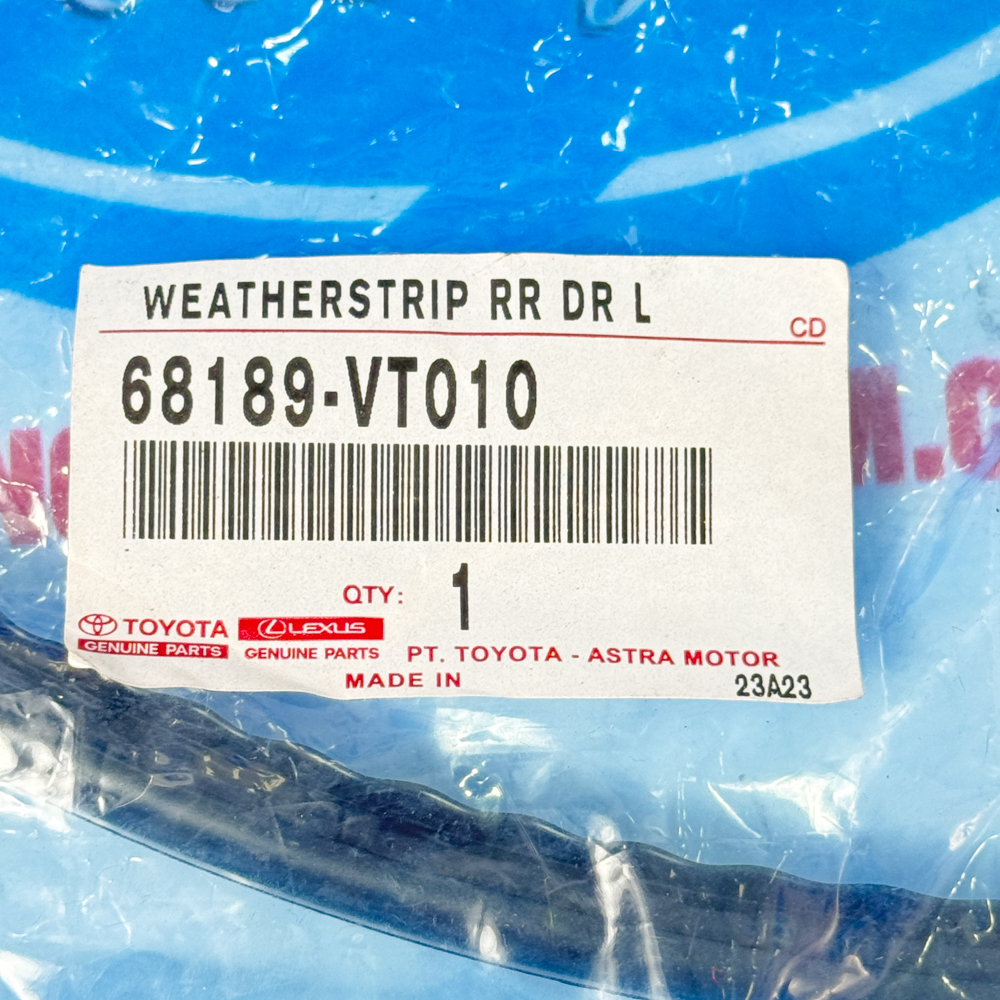 WEATHERSTRIP RR DR L
CD
68189-VT010
QTY: 1
TOYOTA
GENUINE PARTS
LEXUS
GENUINE PARTS
PT. TOYOTA - ASTRA MOTOR
MADE IN
23A23